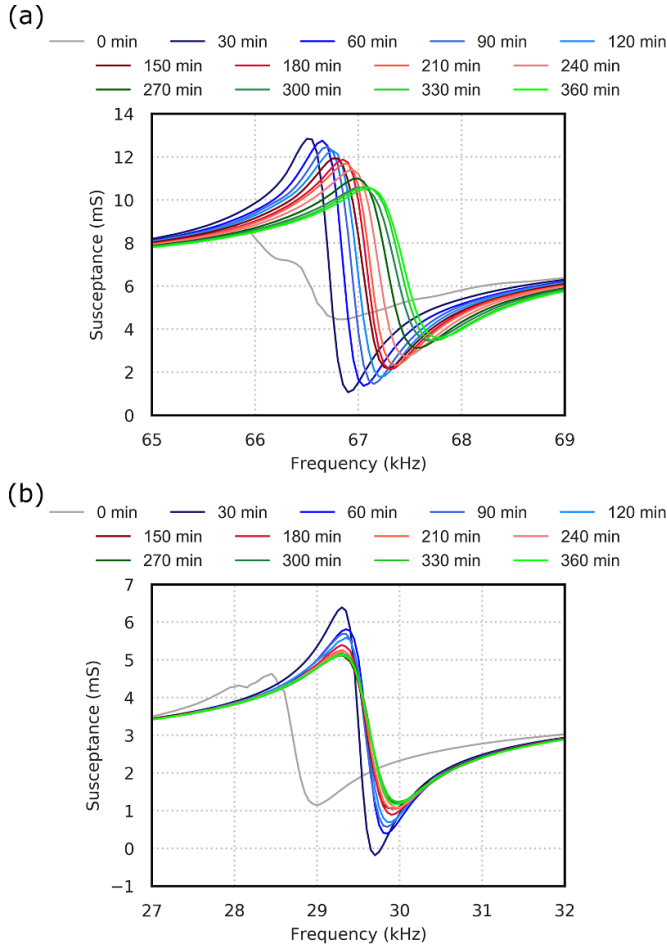 (a)
0 min 30 min 60 min 90 min 120 min
150 min 180 min 210 min 240 min
270 min 300 min 330 min 360 min
14
12
10
8
6
4
2
0
Susceptance (mS)
65 66 67 68 69
Frequency (kHz)
(b)
0 min 30 min 60 min 90 min 120 min
150 min 180 min 210 min 240 min
270 min 300 min 330 min 360 min
7
6
5
4
3
2
1
0
−1
Susceptance (mS)
27 28 29 30 31 32
Frequency (kHz)